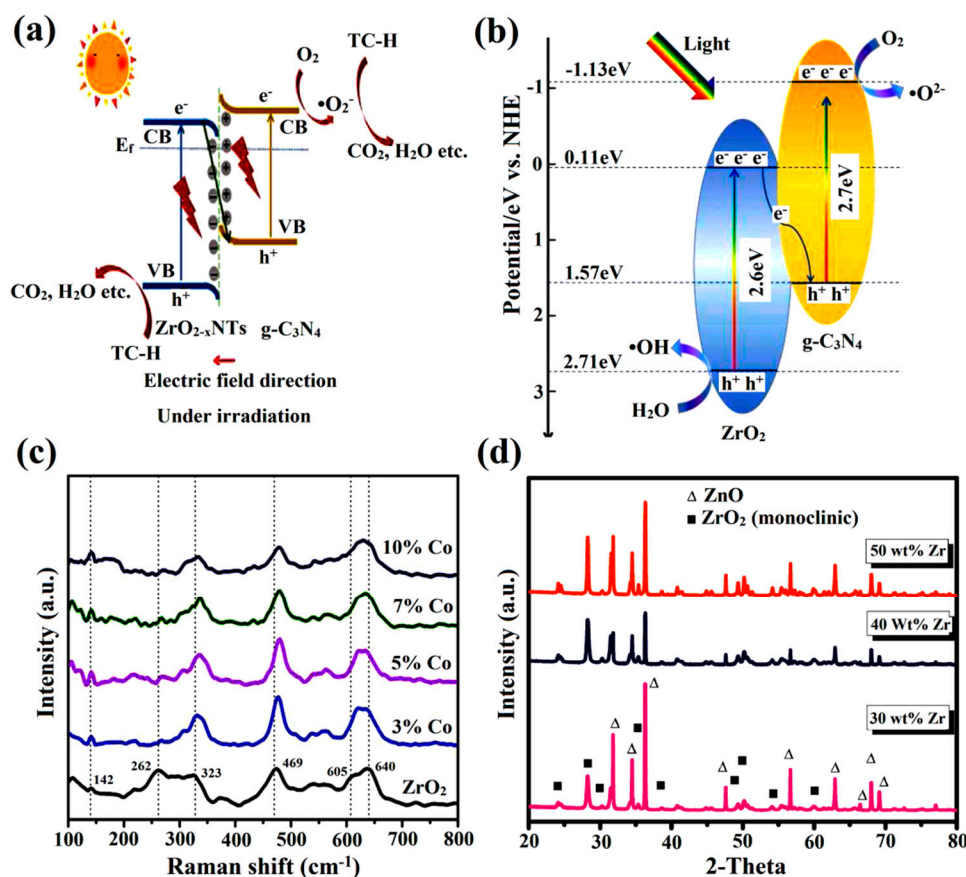 (a)
O₂
TC-H
e⁻
e⁻
•O₂⁻
CB
CB
E_f
CO₂, H₂O etc.
VB
VB
h⁺
h⁺
CO₂, H₂O etc.
ZrO₂₋ₓNTs
g-C₃N₄
TC-H
Electric field direction
Under irradiation
(b)
Light
O₂
-1.13eV
e⁻ e⁻ e⁻
•O²⁻
-1
0
1
2
3
Potential/eV vs. NHE
0.11eV
e⁻ e⁻ e⁻
e⁻
2.7eV
2.6eV
1.57eV
h⁺ h⁺
g-C₃N₄
•OH
2.71eV
h⁺ h⁺
H₂O
ZrO₂
(c)
Intensity (a.u.)
10% Co
7% Co
5% Co
3% Co
142
262
323
469
605
640
ZrO₂
100 200 300 400 500 600 700 800
Raman shift (cm⁻¹)
(d)
Δ ZnO
■ ZrO₂ (monoclinic)
Intensity (a.u.)
50 wt% Zr
40 Wt% Zr
30 wt% Zr
20 30 40 50 60 70 80
2-Theta